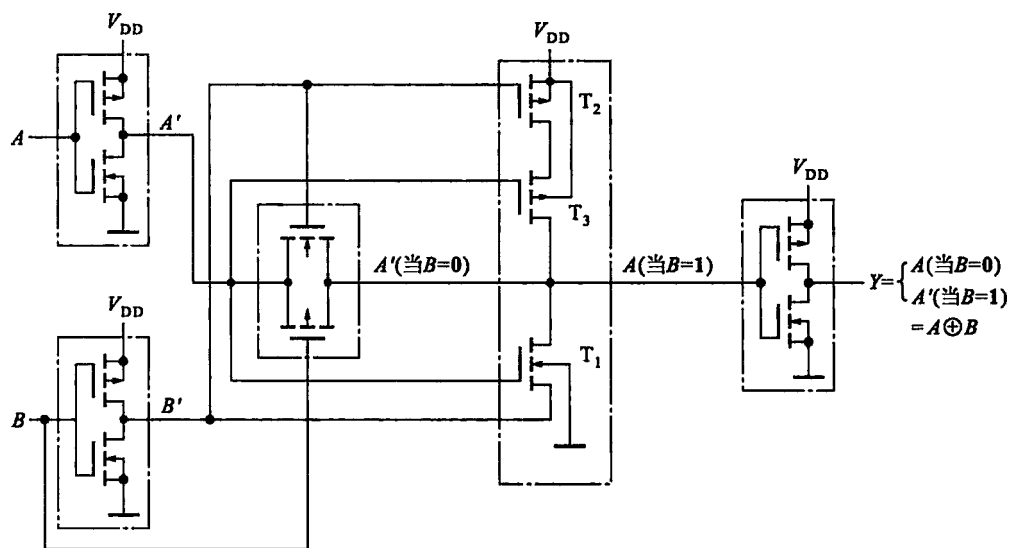 V_DD
V_DD
A
A'
T₂
T₃
V_DD
A'(当B=0)
A(当B=1)
Y={A(当B=0)
A'(当B=1)
=A⊕B
V_DD
T₁
B
B'